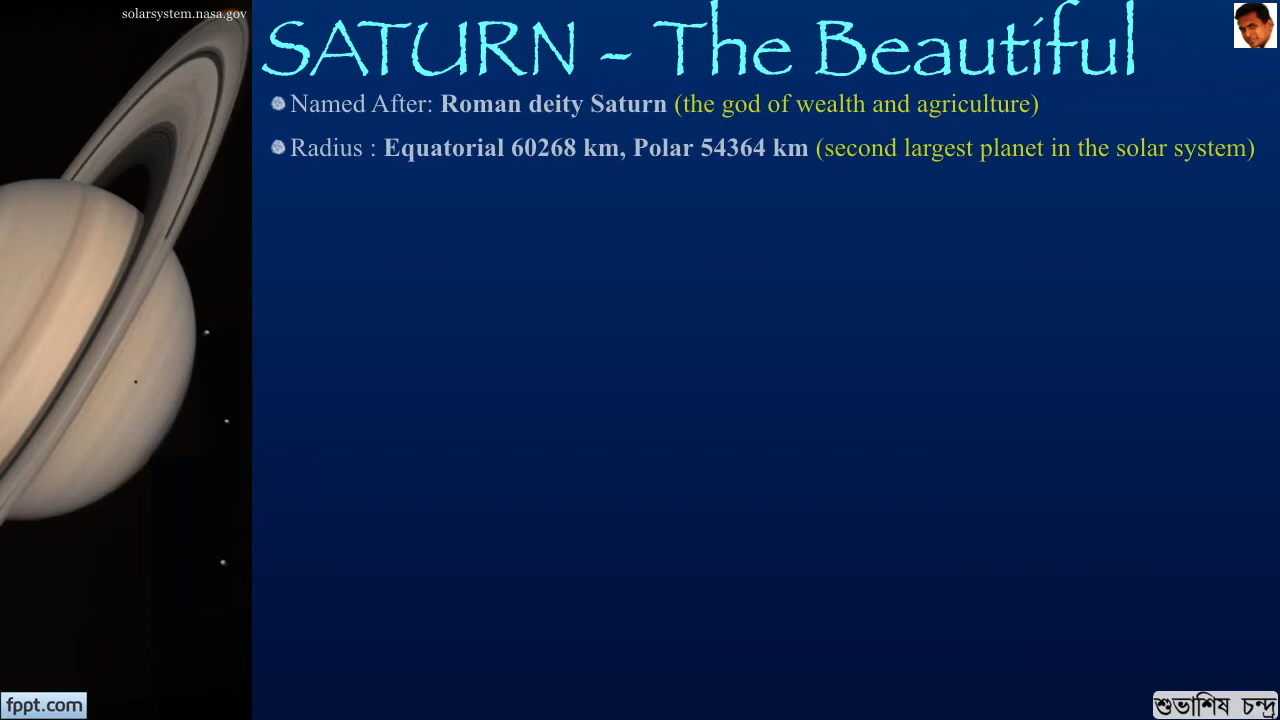 solarsystem.nasa.gov
SATURN - The Beautiful
Named After: Roman deity Saturn (the god of wealth and agriculture)
Radius : Equatorial 60268 km, Polar 54364 km (second largest planet in the solar system)
fppt.com
শুভাশিষ চন্দ্র